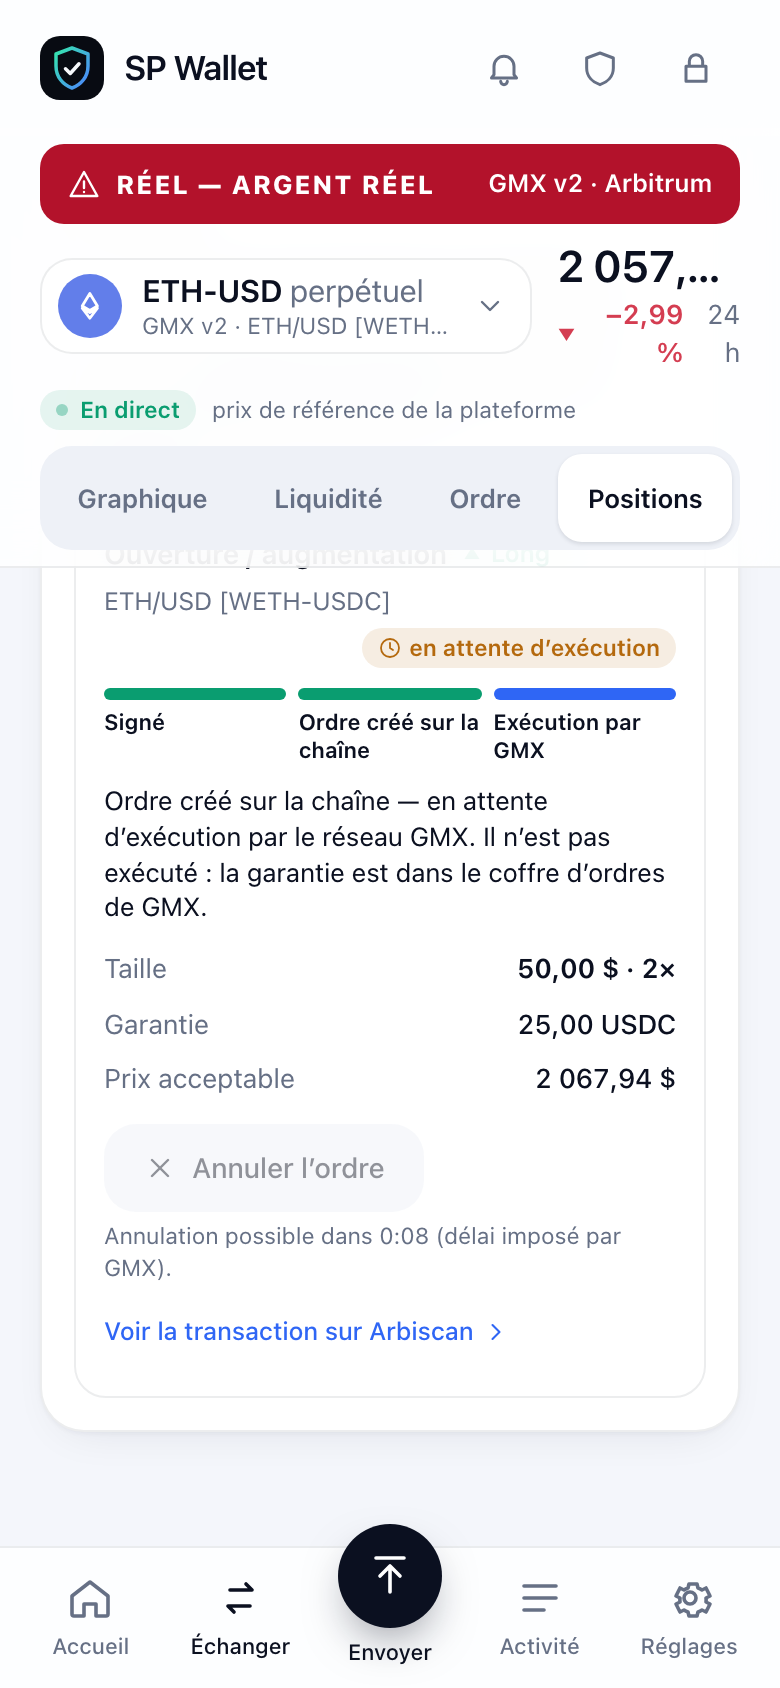 SP Wallet
RÉEL — ARGENT RÉEL
GMX v2 · Arbitrum
ETH-USD perpétuel
GMX v2 · ETH/USD [WETH...
2 057,...
−2,99 %
24 h
En direct
prix de référence de la plateforme
Graphique
Liquidité
Ordre
Positions
Ouverture / augmentation
Long
ETH/USD [WETH-USDC]
en attente d’exécution
Signé
Ordre créé sur la
chaîne
Exécution par
GMX
Ordre créé sur la chaîne — en attente
d’exécution par le réseau GMX. Il n’est pas
exécuté : la garantie est dans le coffre d’ordres
de GMX.
Taille
50,00 $ · 2×
Garantie
25,00 USDC
Prix acceptable
2 067,94 $
Annuler l’ordre
Annulation possible dans 0:08 (délai imposé par
GMX).
Voir la transaction sur Arbiscan
Accueil
Échanger
Envoyer
Activité
Réglages